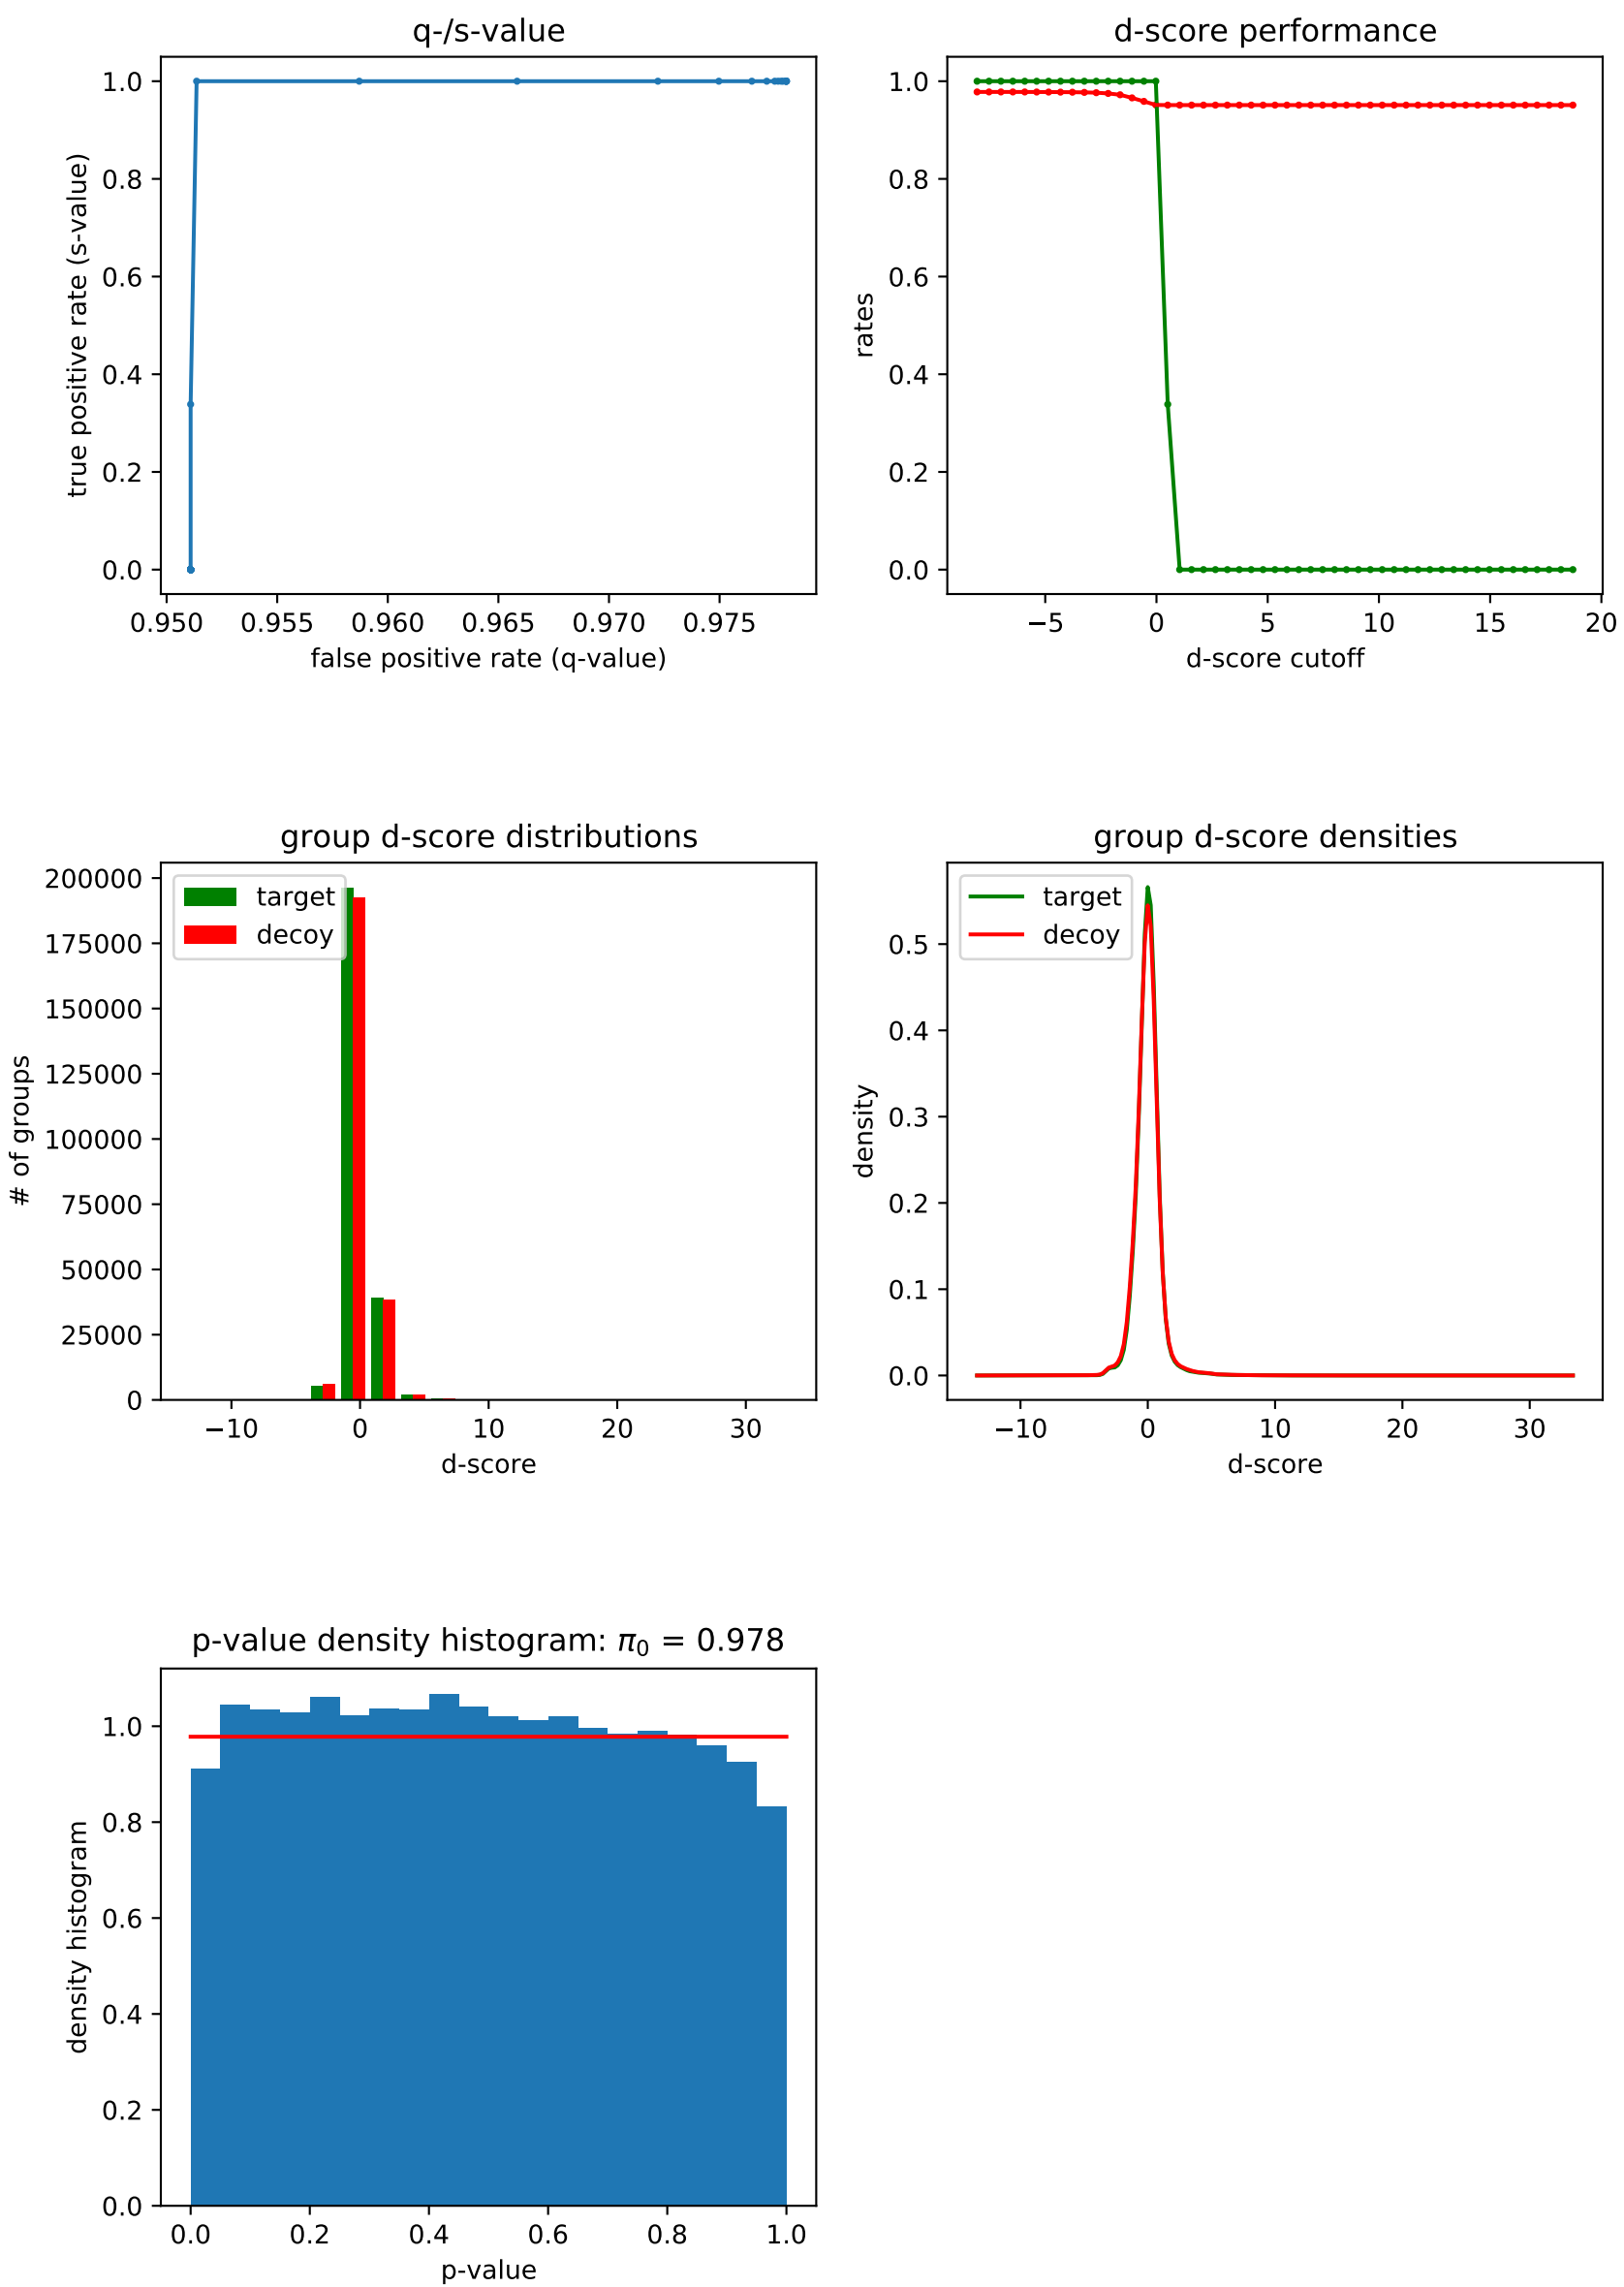 q-/s-value
1.0
0.8
0.6
0.4
0.2
0.0
true positive rate (s-value)
0.950 0.955 0.960 0.965 0.970 0.975
false positive rate (q-value)
d-score performance
1.0
0.8
0.6
0.4
0.2
0.0
rates
−5 0 5 10 15 20
d-score cutoff
group d-score distributions
target
decoy
200000
175000
150000
125000
100000
75000
50000
25000
0
# of groups
−10 0 10 20 30
d-score
group d-score densities
target
decoy
0.5
0.4
0.3
0.2
0.1
0.0
density
−10 0 10 20 30
d-score
p-value density histogram: π₀ = 0.978
1.0
0.8
0.6
0.4
0.2
0.0
density histogram
0.0 0.2 0.4 0.6 0.8 1.0
p-value